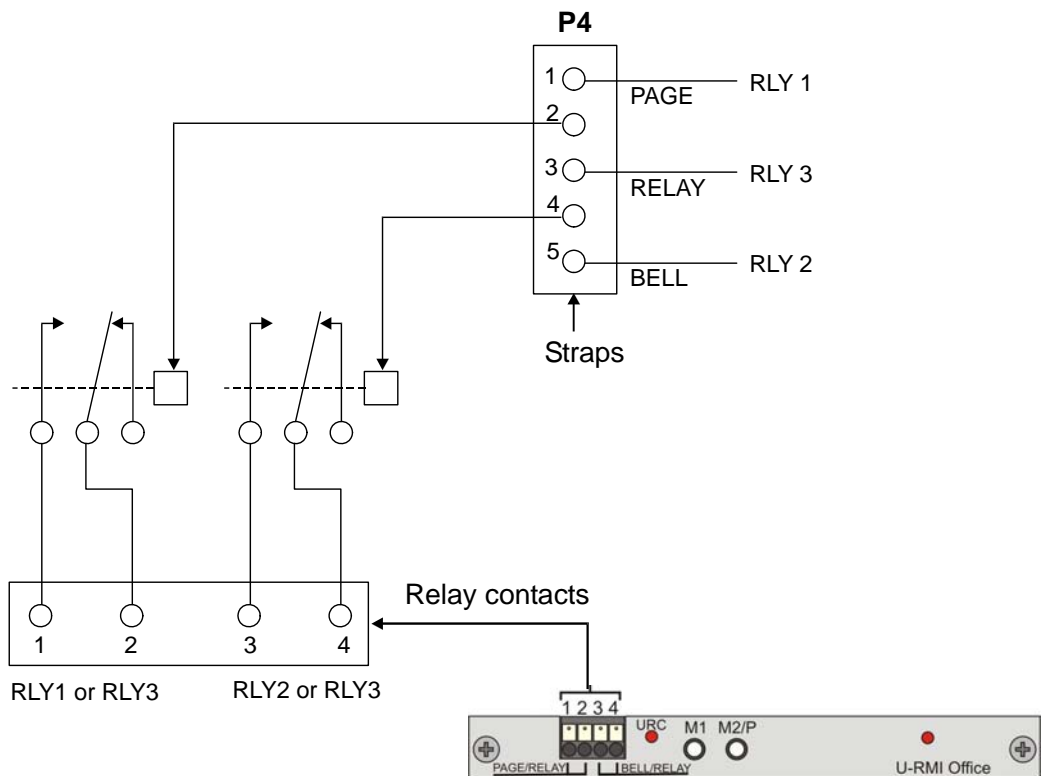 P4
1
PAGE
RLY 1
2
3
RELAY
RLY 3
4
5
BELL
RLY 2
Straps
Relay contacts
1 2 3 4
RLY1 or RLY3
RLY2 or RLY3
1 2 3 4
URC M1 M2/P
PAGE/RELAY BELL/RELAY
U-RMI Office